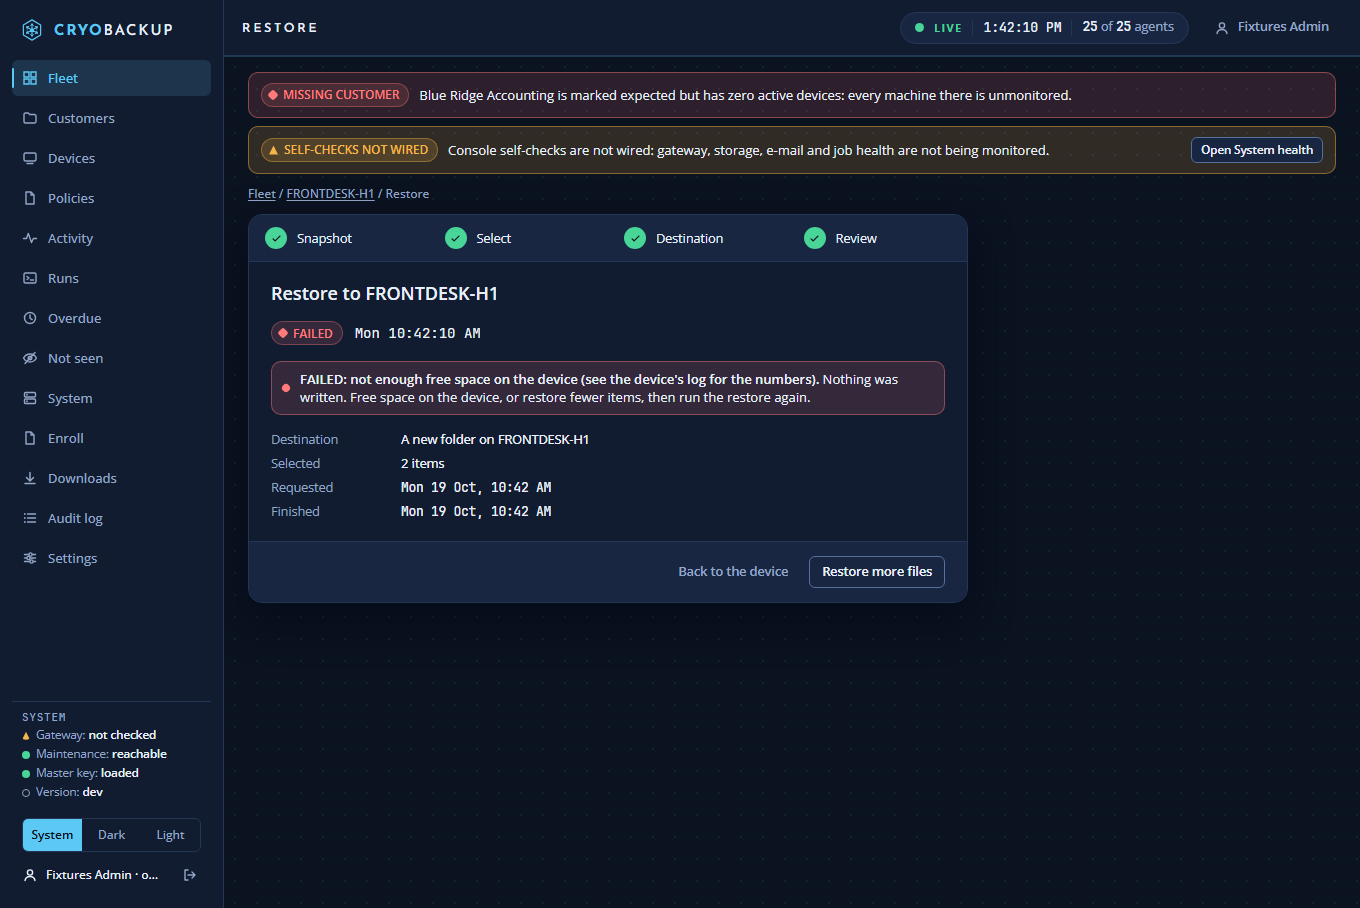 CRYOBACKUP
RESTORE
LIVE 1:42:10 PM 25 of 25 agents
Fixtures Admin
Fleet
Customers
Devices
Policies
Activity
Runs
Overdue
Not seen
System
Enroll
Downloads
Audit log
Settings
MISSING CUSTOMER Blue Ridge Accounting is marked expected but has zero active devices: every machine there is unmonitored.
SELF-CHECKS NOT WIRED Console self-checks are not wired: gateway, storage, e-mail and job health are not being monitored. Open System health
Fleet / FRONTDESK-H1 / Restore
Snapshot Select Destination Review
Restore to FRONTDESK-H1
FAILED Mon 10:42:10 AM
FAILED: not enough free space on the device (see the device's log for the numbers). Nothing was
written. Free space on the device, or restore fewer items, then run the restore again.
Destination A new folder on FRONTDESK-H1
Selected 2 items
Requested Mon 19 Oct, 10:42 AM
Finished Mon 19 Oct, 10:42 AM
Back to the device Restore more files
SYSTEM
Gateway: not checked
Maintenance: reachable
Master key: loaded
Version: dev
System Dark Light
Fixtures Admin · o...